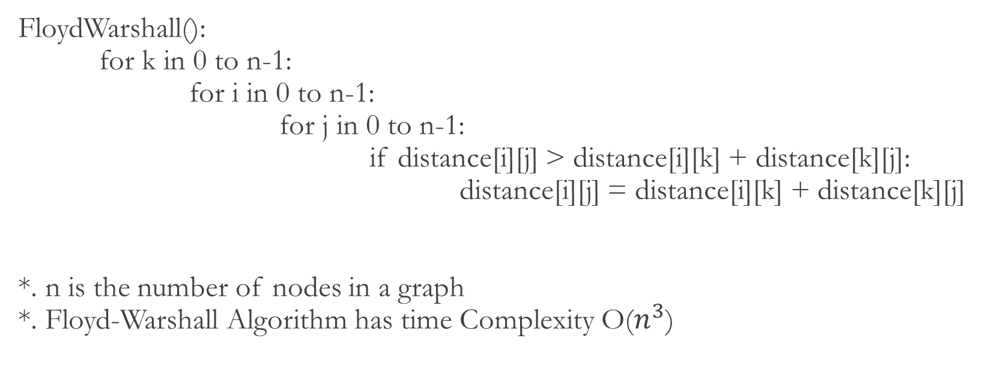 FloydWarshall():
for k in 0 to n-1:
for i in 0 to n-1:
for j in 0 to n-1:
if distance[i][j] > distance[i][k] + distance[k][j]:
distance[i][j] = distance[i][k] + distance[k][j]
*. n is the number of nodes in a graph
*. Floyd-Warshall Algorithm has time Complexity O(n³)